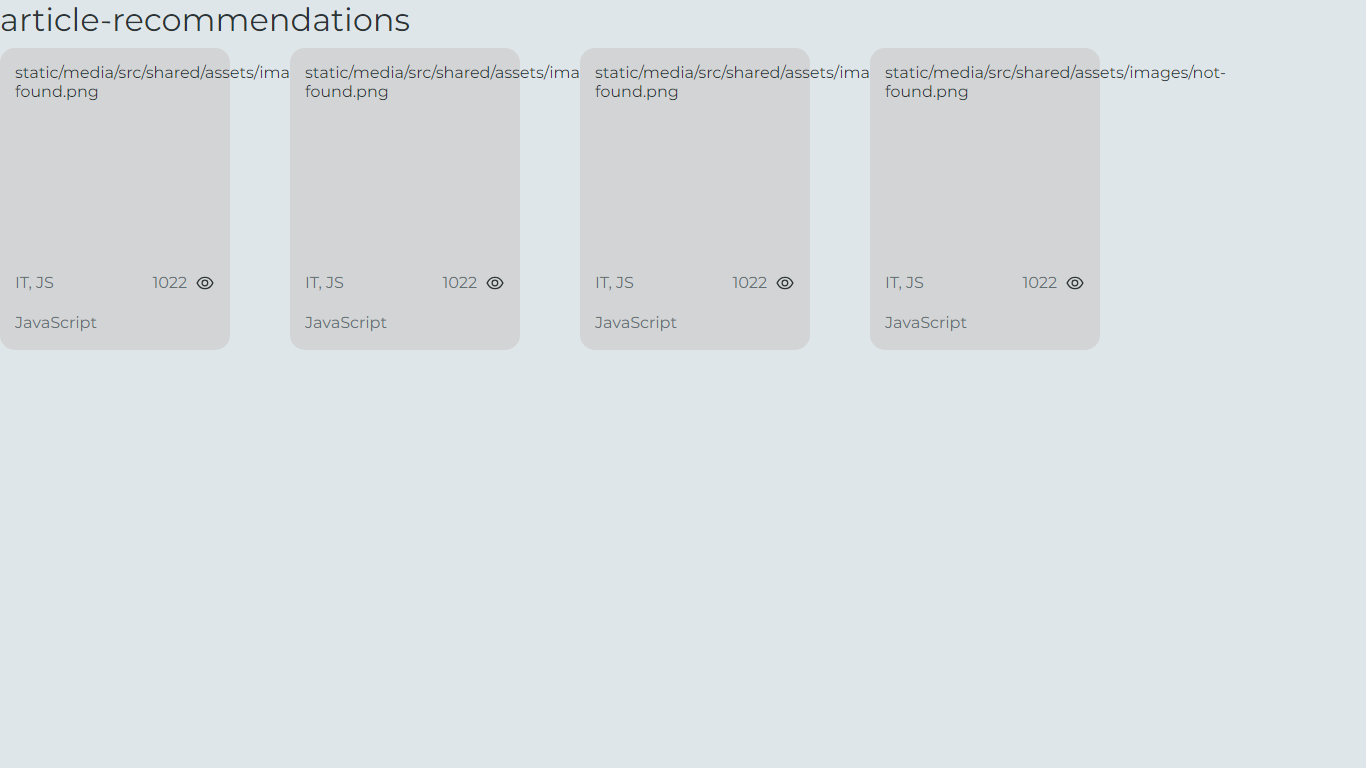 article-recommendations
static/media/src/shared/assets/ima static/media/src/shared/assets/ima static/media/src/shared/assets/ima static/media/src/shared/assets/images/not-
found.png found.png found.png found.png
IT, JS 1022 IT, JS 1022 IT, JS 1022 IT, JS 1022
JavaScript JavaScript JavaScript JavaScript